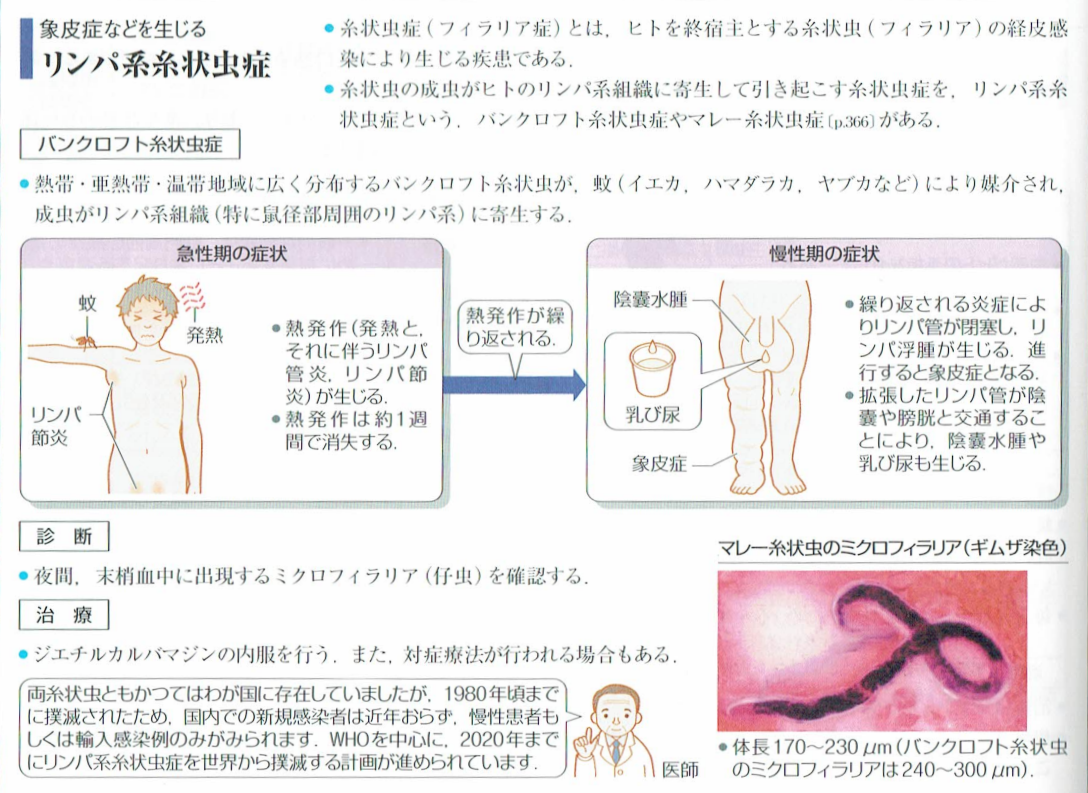 象皮症などを生じる
リンパ系糸状虫症
● 糸状虫症（フィラリア症）とは，ヒトを終宿主とする糸状虫（フィラリア）の経皮感
染により生じる疾患である．
● 糸状虫の成虫がヒトのリンパ系組織に寄生して引き起こす糸状虫症を，リンパ系糸
状虫症という．バンクロフト糸状虫症やマレー糸状虫症〔p.366〕がある．
バンクロフト糸状虫症
● 熱帯・亜熱帯・温帯地域に広く分布するバンクロフト糸状虫が，蚊（イエカ，ハマダラカ，ヤブカなど）により媒介され，
成虫がリンパ系組織（特に鼠径部周囲のリンパ系）に寄生する．
急性期の症状
蚊
発熱
リンパ
節炎
● 熱発作（発熱と，
それに伴うリンパ
管炎，リンパ節
炎）が生じる．
● 熱発作は約1週
間で消失する．
熱発作が繰
り返される．
慢性期の症状
陰嚢水腫
乳び尿
象皮症
● 繰り返される炎症によ
りリンパ管が閉塞し，リ
ンパ浮腫が生じる．進
行すると象皮症となる．
● 拡張したリンパ管が陰
嚢や膀胱と交通するこ
とにより，陰嚢水腫や
乳び尿も生じる．
診 断
● 夜間，末梢血中に出現するミクロフィラリア（仔虫）を確認する．
治 療
● ジエチルカルバマジンの内服を行う．また，対症療法が行われる場合もある．
両糸状虫ともかつてはわが国に存在していましたが，1980年頃まで
に撲滅されたため，国内での新規感染者は近年おらず，慢性患者も
しくは輸入感染例のみがみられます．WHOを中心に，2020年まで
にリンパ系糸状虫症を世界から撲滅する計画が進められています．
医師
マレー糸状虫のミクロフィラリア（ギムザ染色）
● 体長170〜230μm（バンクロフト糸状虫
のミクロフィラリアは240〜300μm）．